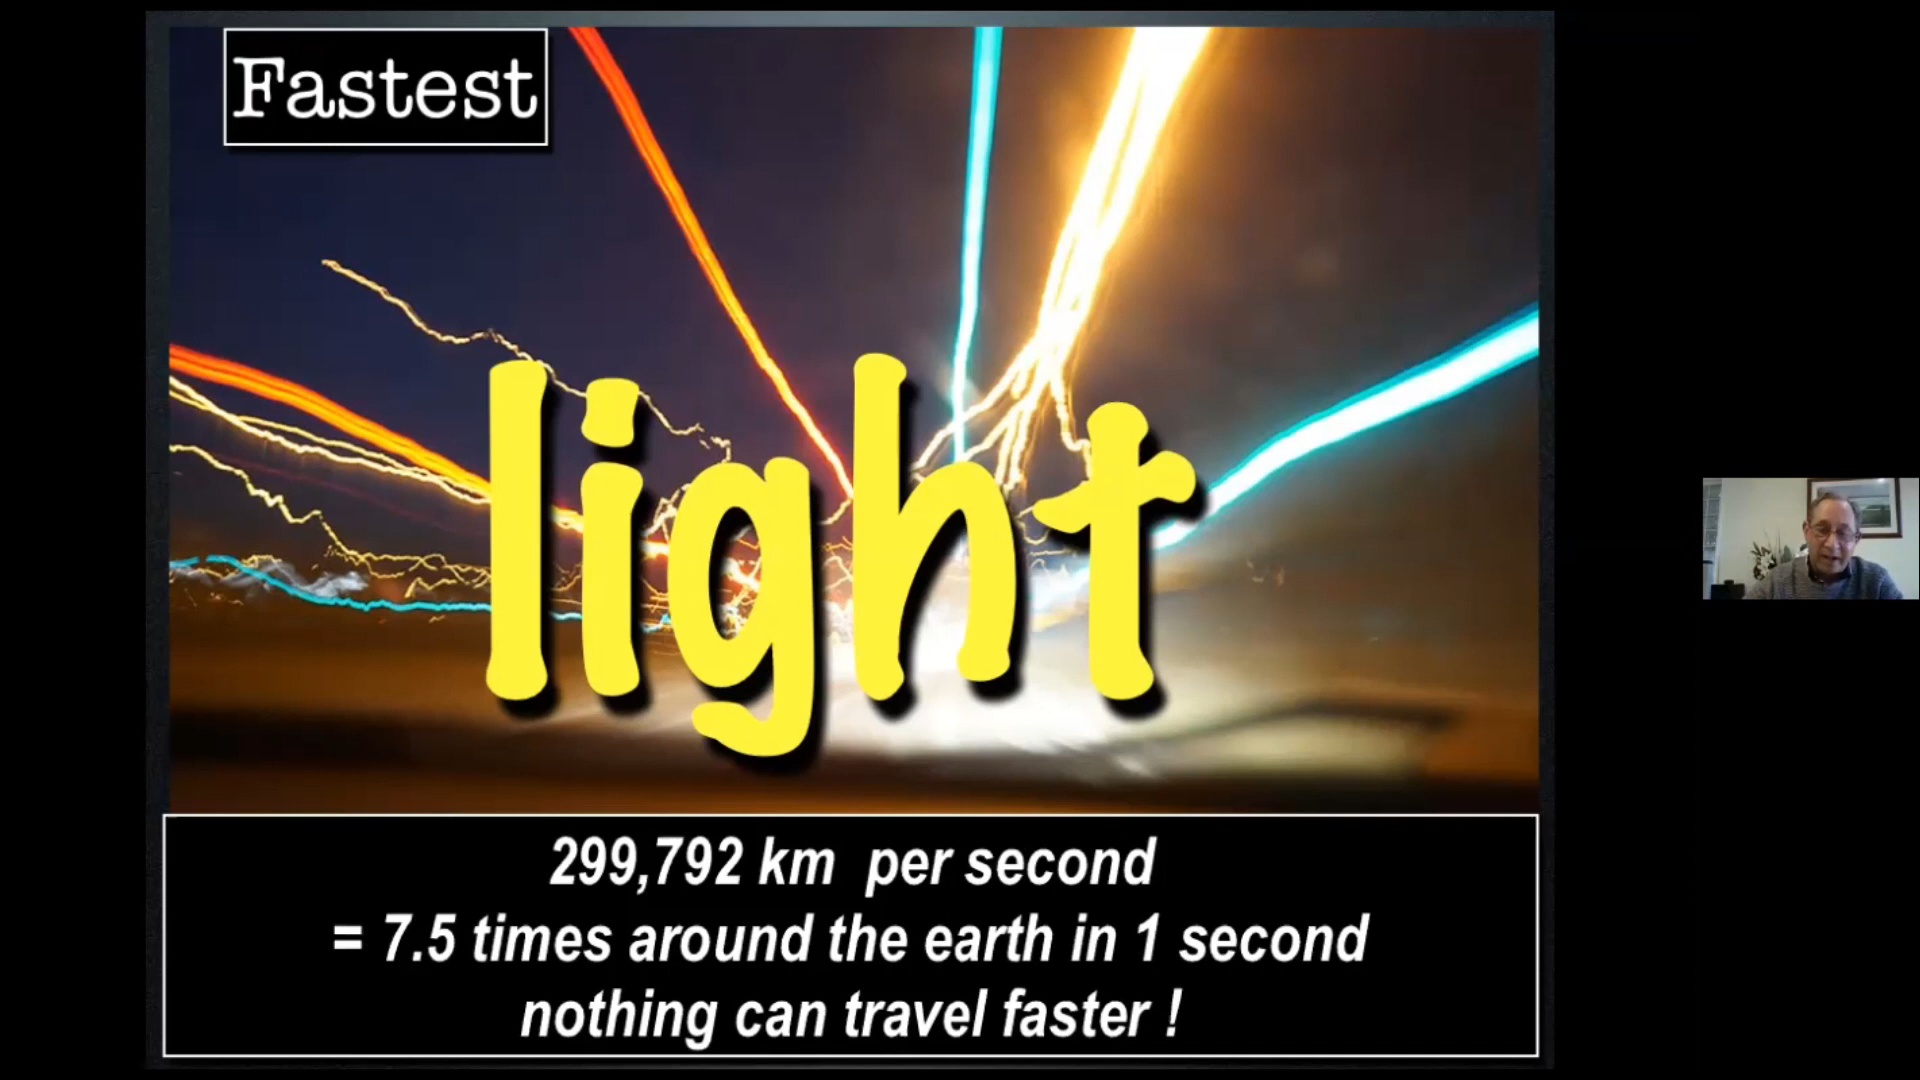 Fastest
light
299,792 km per second
= 7.5 times around the earth in 1 second
nothing can travel faster !